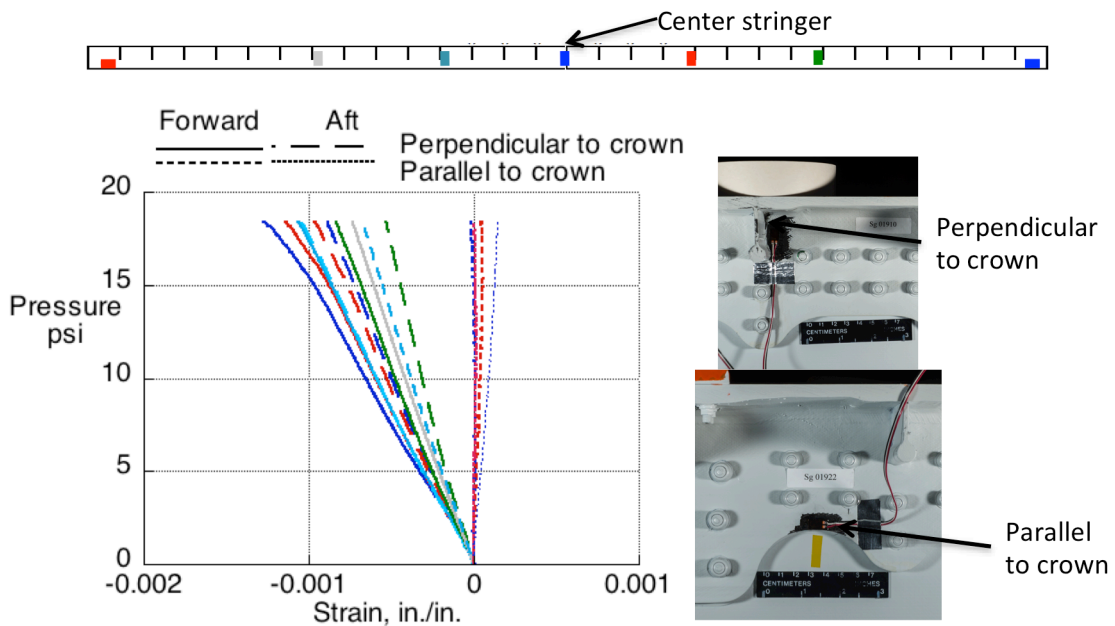 Center stringer
Forward Aft
Perpendicular to crown
Parallel to crown
20
15
Pressure
psi
10
5
0
-0.002 -0.001 0 0.001
Strain, in./in.
Sg 01910
CENTIMETERS
Perpendicular
to crown
Sg 01922
CENTIMETERS
Parallel
to crown